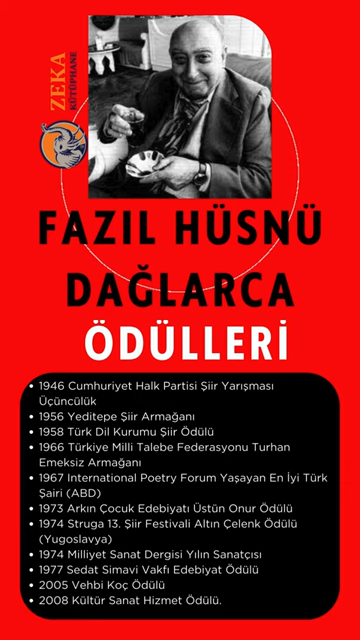 ZEKA
KÜTÜPHANE
FAZIL HÜSNÜ
DAĞLARCA
ÖDÜLLERİ
• 1946 Cumhuriyet Halk Partisi Şiir Yarışması
Üçüncülük
• 1956 Yeditepe Şiir Armağanı
• 1958 Türk Dil Kurumu Şiir Ödülü
• 1966 Türkiye Milli Talebe Federasyonu Turhan
Emeksiz Armağanı
• 1967 International Poetry Forum Yaşayan En İyi Türk
Şairi (ABD)
• 1973 Arkın Çocuk Edebiyatı Üstün Onur Ödülü
• 1974 Struga 13. Şiir Festivali Altın Çelenk Ödülü
(Yugoslavya)
• 1974 Milliyet Sanat Dergisi Yılın Sanatçısı
• 1977 Sedat Simavi Vakfı Edebiyat Ödülü
• 2005 Vehbi Koç Ödülü
• 2008 Kültür Sanat Hizmet Ödülü.